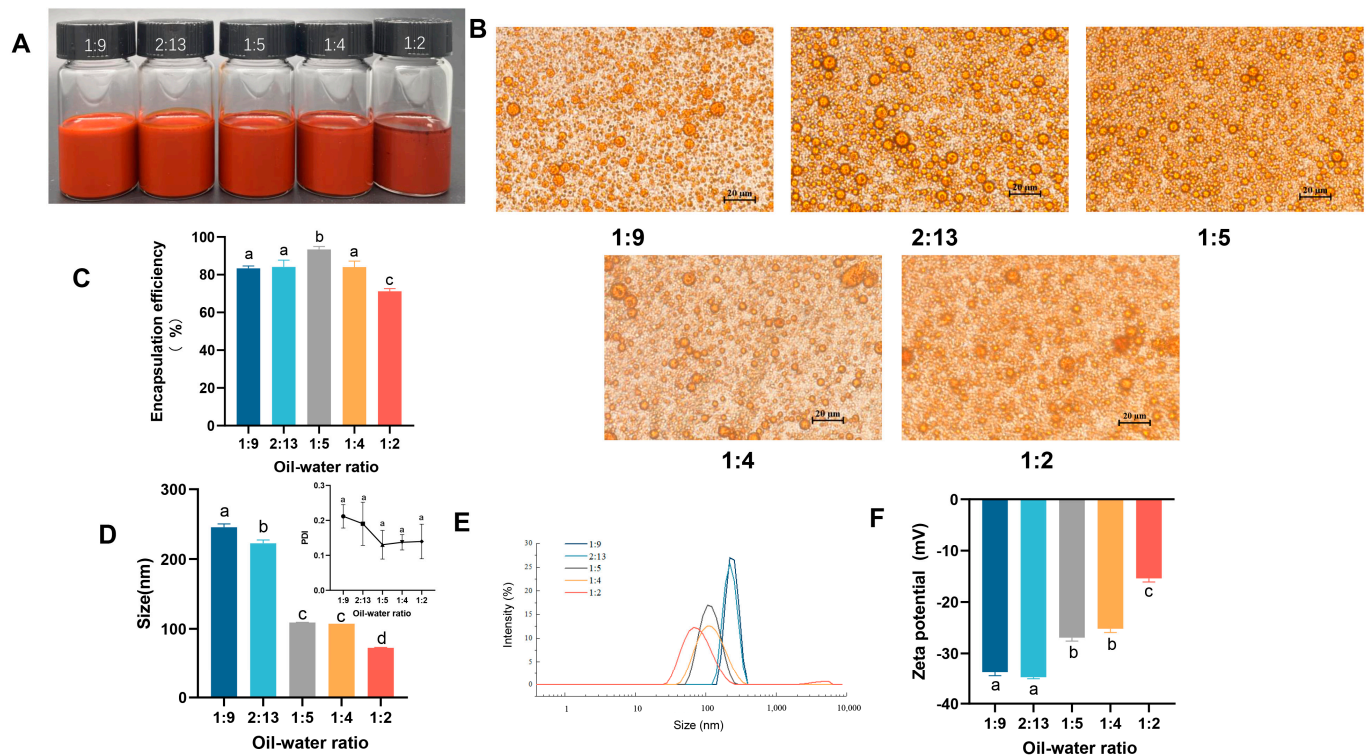 A
1:9
2:13
1:5
1:4
1:2
B
20 μm
20 μm
20 μm
1:9
2:13
1:5
20 μm
20 μm
1:4
1:2
C
Encapsulation efficiency
( %)
100
80
60
40
20
0
a
a
b
a
c
1:9
2:13
1:5
1:4
1:2
Oil-water ratio
D
Size(nm)
300
200
100
0
a
b
c
c
d
1:9
2:13
1:5
1:4
1:2
Oil-water ratio
PDI
0.3
0.2
0.1
0.0
a
a
a
a
a
1:9
2:13
1:5
1:4
1:2
Oil-water ratio
E
Intensity (%)
30
25
20
15
10
5
0
1:9
2:13
1:5
1:4
1:2
1
10
100
1,000
10,000
Size (nm)
F
Zeta potential (mV)
0
-10
-20
-30
-40
a
a
b
b
c
1:9
2:13
1:5
1:4
1:2
Oil-water ratio